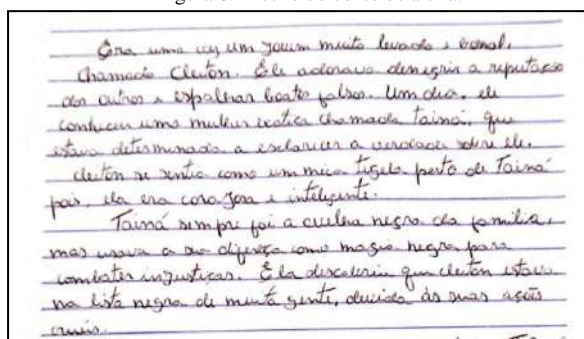 Era uma vez um jovem muito levado e banal,
chamado Cleiton. Ele adorava denegrir a reputação
dos outros e espalhar boatos falsos. Um dia, ele
conheceu uma mulher exótica chamada Tainá, que
estava determinada a esclarecer a verdade sobre ele.
Cleiton se sentia como um meia tigela perto de Tainá
pois, ela era corajosa e inteligente.
Tainá sempre foi a ovelha negra da família,
mas usava a sua difereça como magia negra para
combater injustiças. Ela descobriu que Cleiton estava
na lista negra de muita gente, devido às suas ações
cruéis.